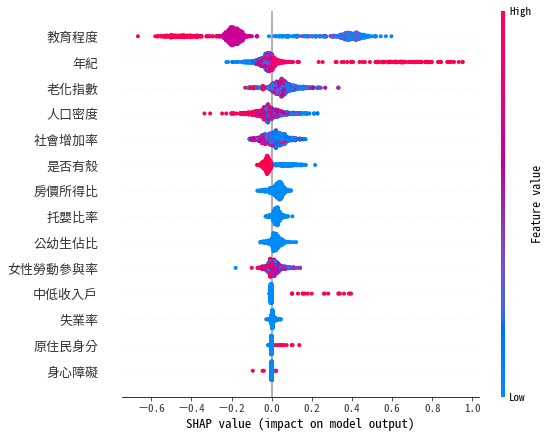 High
教育程度
年紀
老化指數
人口密度
社會增加率
是否有殼
房價所得比
托嬰比率
公幼生佔比
女性勞動參與率
中低收入戶
失業率
原住民身分
身心障礙
Feature value
Low
−0.6 −0.4 −0.2 0.0 0.2 0.4 0.6 0.8 1.0
SHAP value (impact on model output)